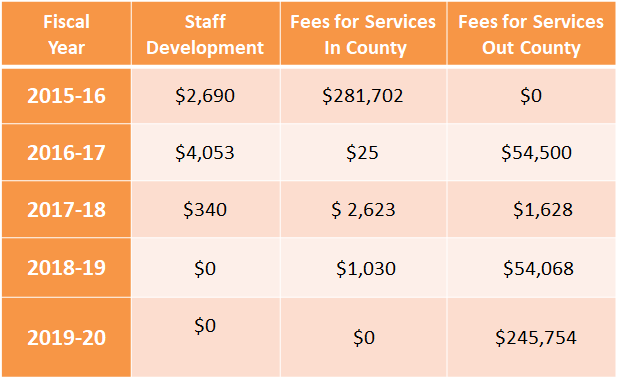 Fiscal Year Staff Development Fees for Services In County Fees for Services Out County
2015-16 $2,690 $281,702 $0
2016-17 $4,053 $25 $54,500
2017-18 $340 $ 2,623 $1,628
2018-19 $0 $1,030 $54,068
2019-20 $0 $0 $245,754